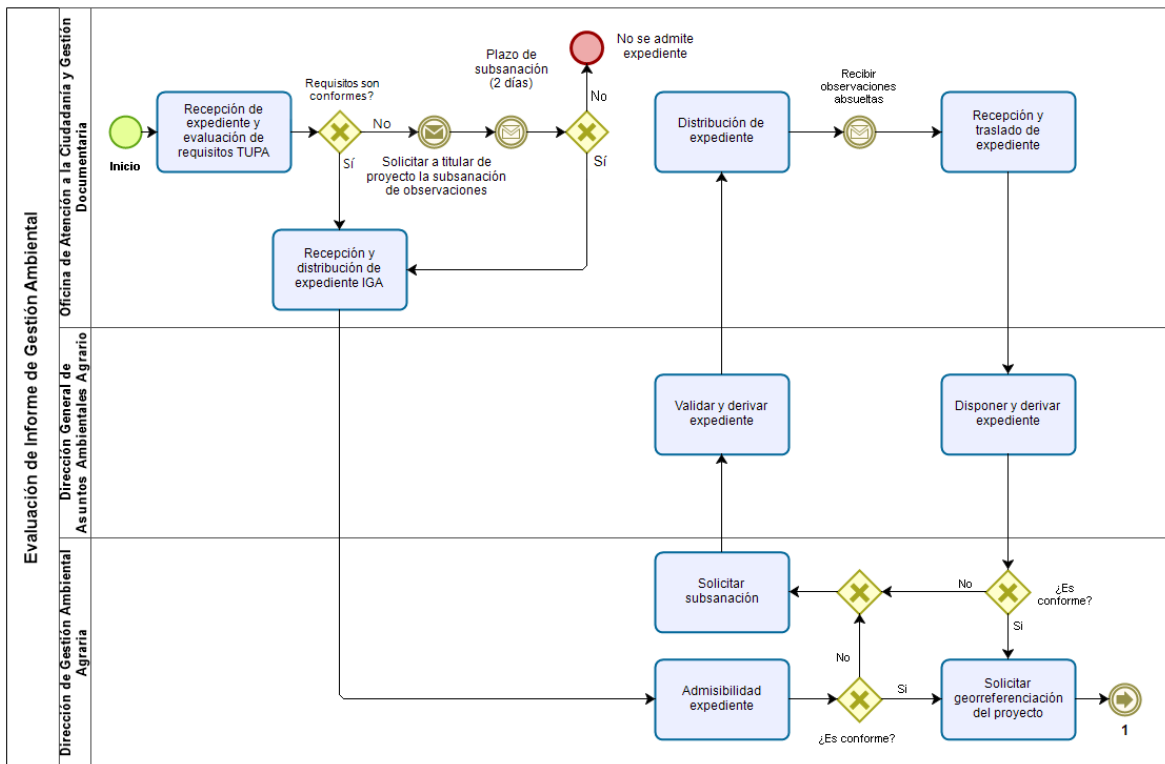 Evaluación de Informe de Gestión Ambiental
Oficina de Atención a la Ciudadanía y Gestión
Documentaria
Inicio
Recepción de
expediente y
evaluación de
requisitos TUPA
Requisitos son
conformes?
No
Sí
Solicitar a titular de
proyecto la subsanación
de observaciones
Plazo de
subsanación
(2 días)
No se admite
expediente
No
Sí
Recepción y
distribución de
expediente IGA
Distribución de
expediente
Recibir
observaciones
absueltas
Recepción y
traslado de
expediente
Dirección General de
Asuntos Ambientales Agrario
Validar y derivar
expediente
Disponer y derivar
expediente
Dirección de Gestión Ambiental
Agraria
Solicitar
subsanación
No
¿Es
conforme?
Si
Admisibilidad
expediente
No
Si
¿Es conforme?
Solicitar
georreferenciación
del proyecto
1